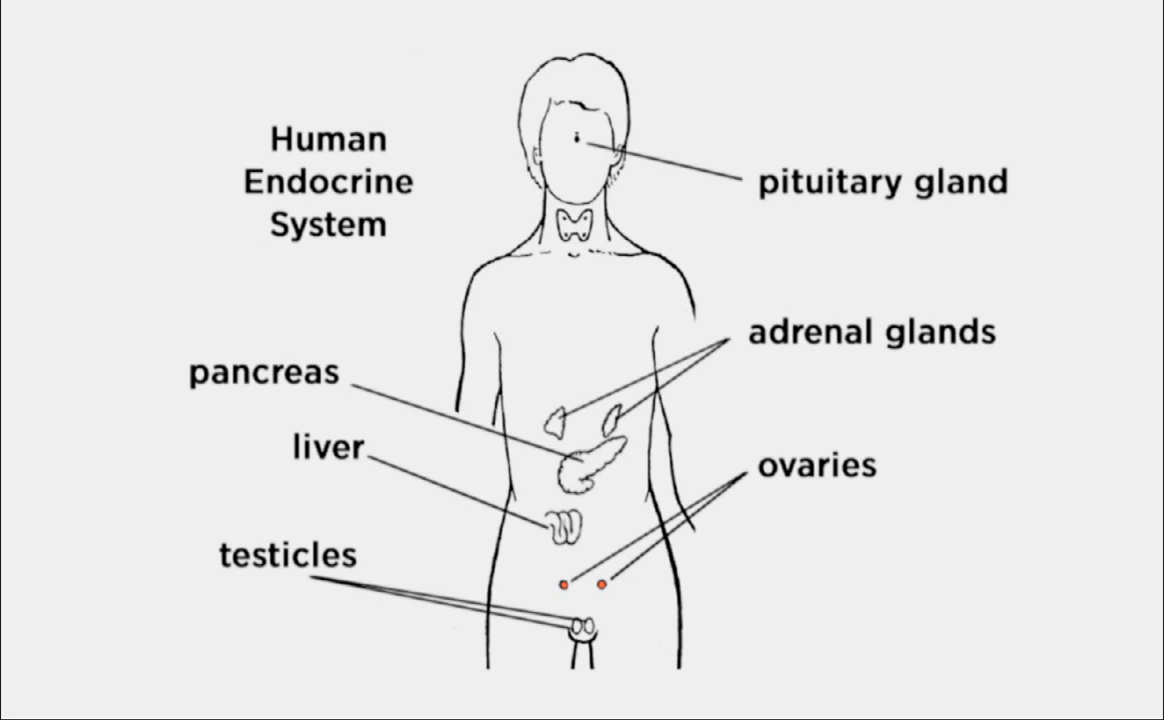 Human
Endocrine
System
pituitary gland
adrenal glands
pancreas
liver
ovaries
testicles